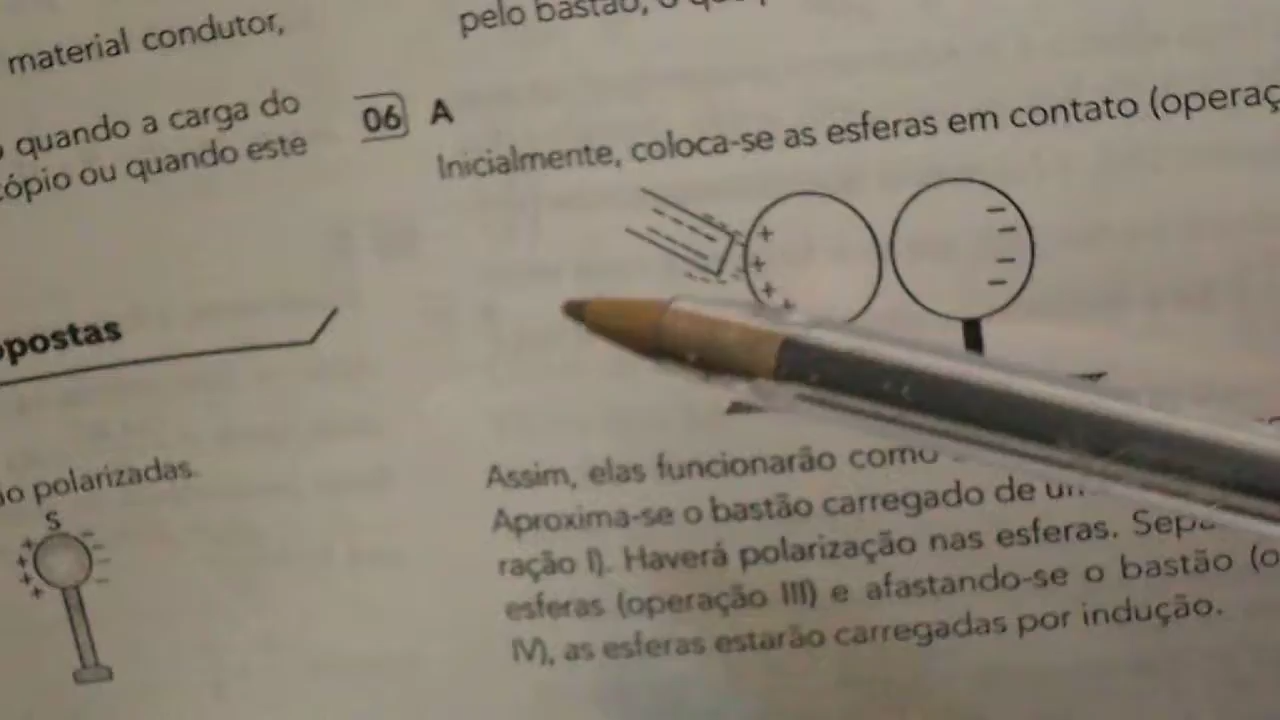 material condutor,
quando a carga do
ópio ou quando este
postas
polarizadas.
S
pelo bastão, o
06 A
Inicialmente, coloca-se as esferas em contato (operaç
Assim, elas funcionarão como
Aproxima-se o bastão carregado de
ração I). Haverá polarização nas esferas.
esferas (operação III) e afastando-se o bastão (o
IV), as esferas estarão carregadas por indução.